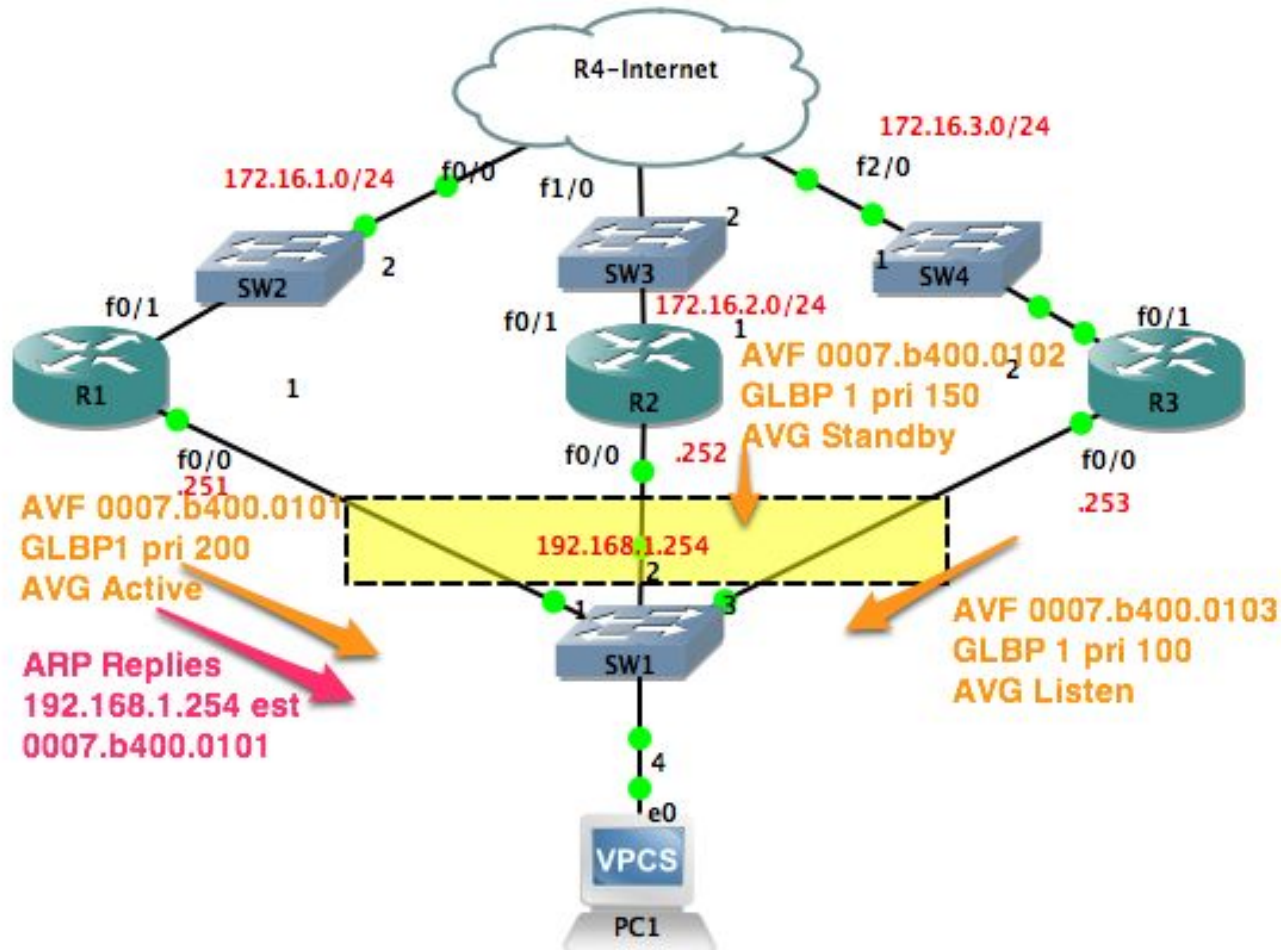 R4-Internet
172.16.3.0/24
172.16.1.0/24
f0/0
f1/0
f2/0
2
2
1
SW2
SW3
SW4
f0/1
f0/1
172.16.2.0/24
1
f0/1
R1
1
R2
AVF 0007.b400.0102
GLBP 1 pri 150
AVG Standby
2
R3
f0/0
.251
f0/0
.252
f0/0
.253
AVF 0007.b400.0101
GLBP1 pri 200
AVG Active
192.168.1.254
2
1
3
SW1
AVF 0007.b400.0103
GLBP 1 pri 100
AVG Listen
ARP Replies
192.168.1.254 est
0007.b400.0101
4
e0
VPCS
PC1